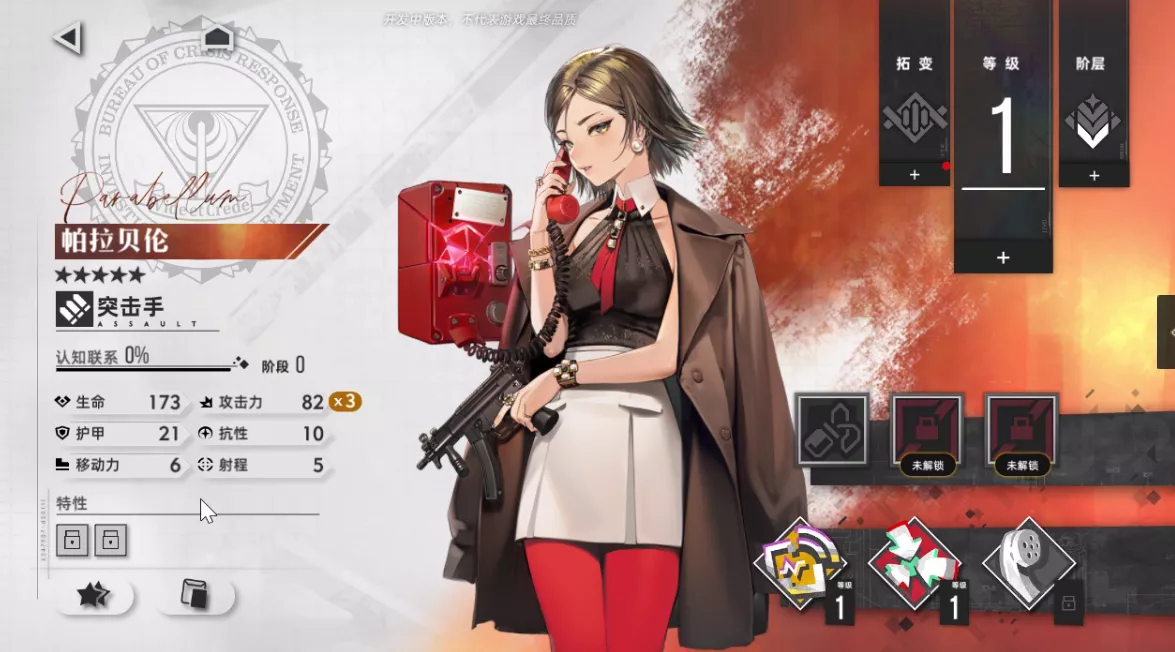 开发中版本，不代表游戏最终品质
BUREAU OF CRISIS RESPONSE
Parabellum
帕拉贝伦
突击手
ASSAULT
认知联系 0%
阶段 0
生命 173
攻击力 82 ×3
护甲 21
抗性 10
移动力 6
射程 5
特性
拓变
+
等级
1
+
阶层
+
未解锁
未解锁
等级
1
等级
1